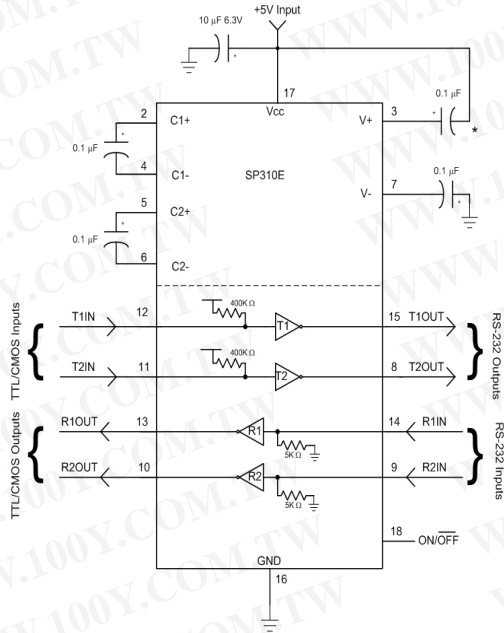 +5V Input
10 µF 6.3V
17
Vcc
0.1 µF
2
C1+
V+
3
*
0.1 µF
4
C1-
SP310E
0.1 µF
5
C2+
V-
7
0.1 µF
6
C2-
TTL/CMOS Inputs
T1IN
12
400K Ω
T1
15
T1OUT
T2IN
11
400K Ω
T2
8
T2OUT
RS-232 Outputs
TTL/CMOS Outputs
R1OUT
13
R1
14
R1IN
5K Ω
R2OUT
10
R2
9
R2IN
5K Ω
RS-232 Inputs
18
ON/OFF
GND
16
WWW.100Y.COM.TW